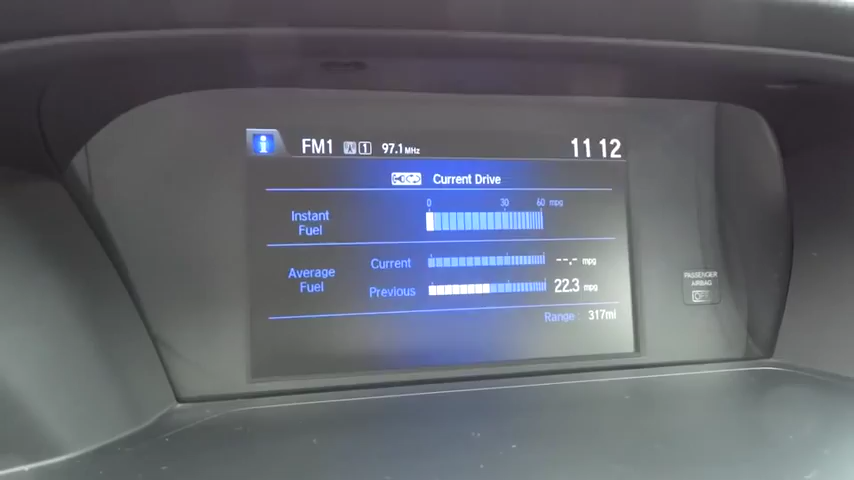 i FM1 1 97.1 MHz 11 12
Current Drive
0 30 60 mpg
Instant
Fuel
Average
Fuel
Current --.- mpg
Previous 22.3 mpg
Range : 317mi
PASSENGER
AIRBAG
OFF